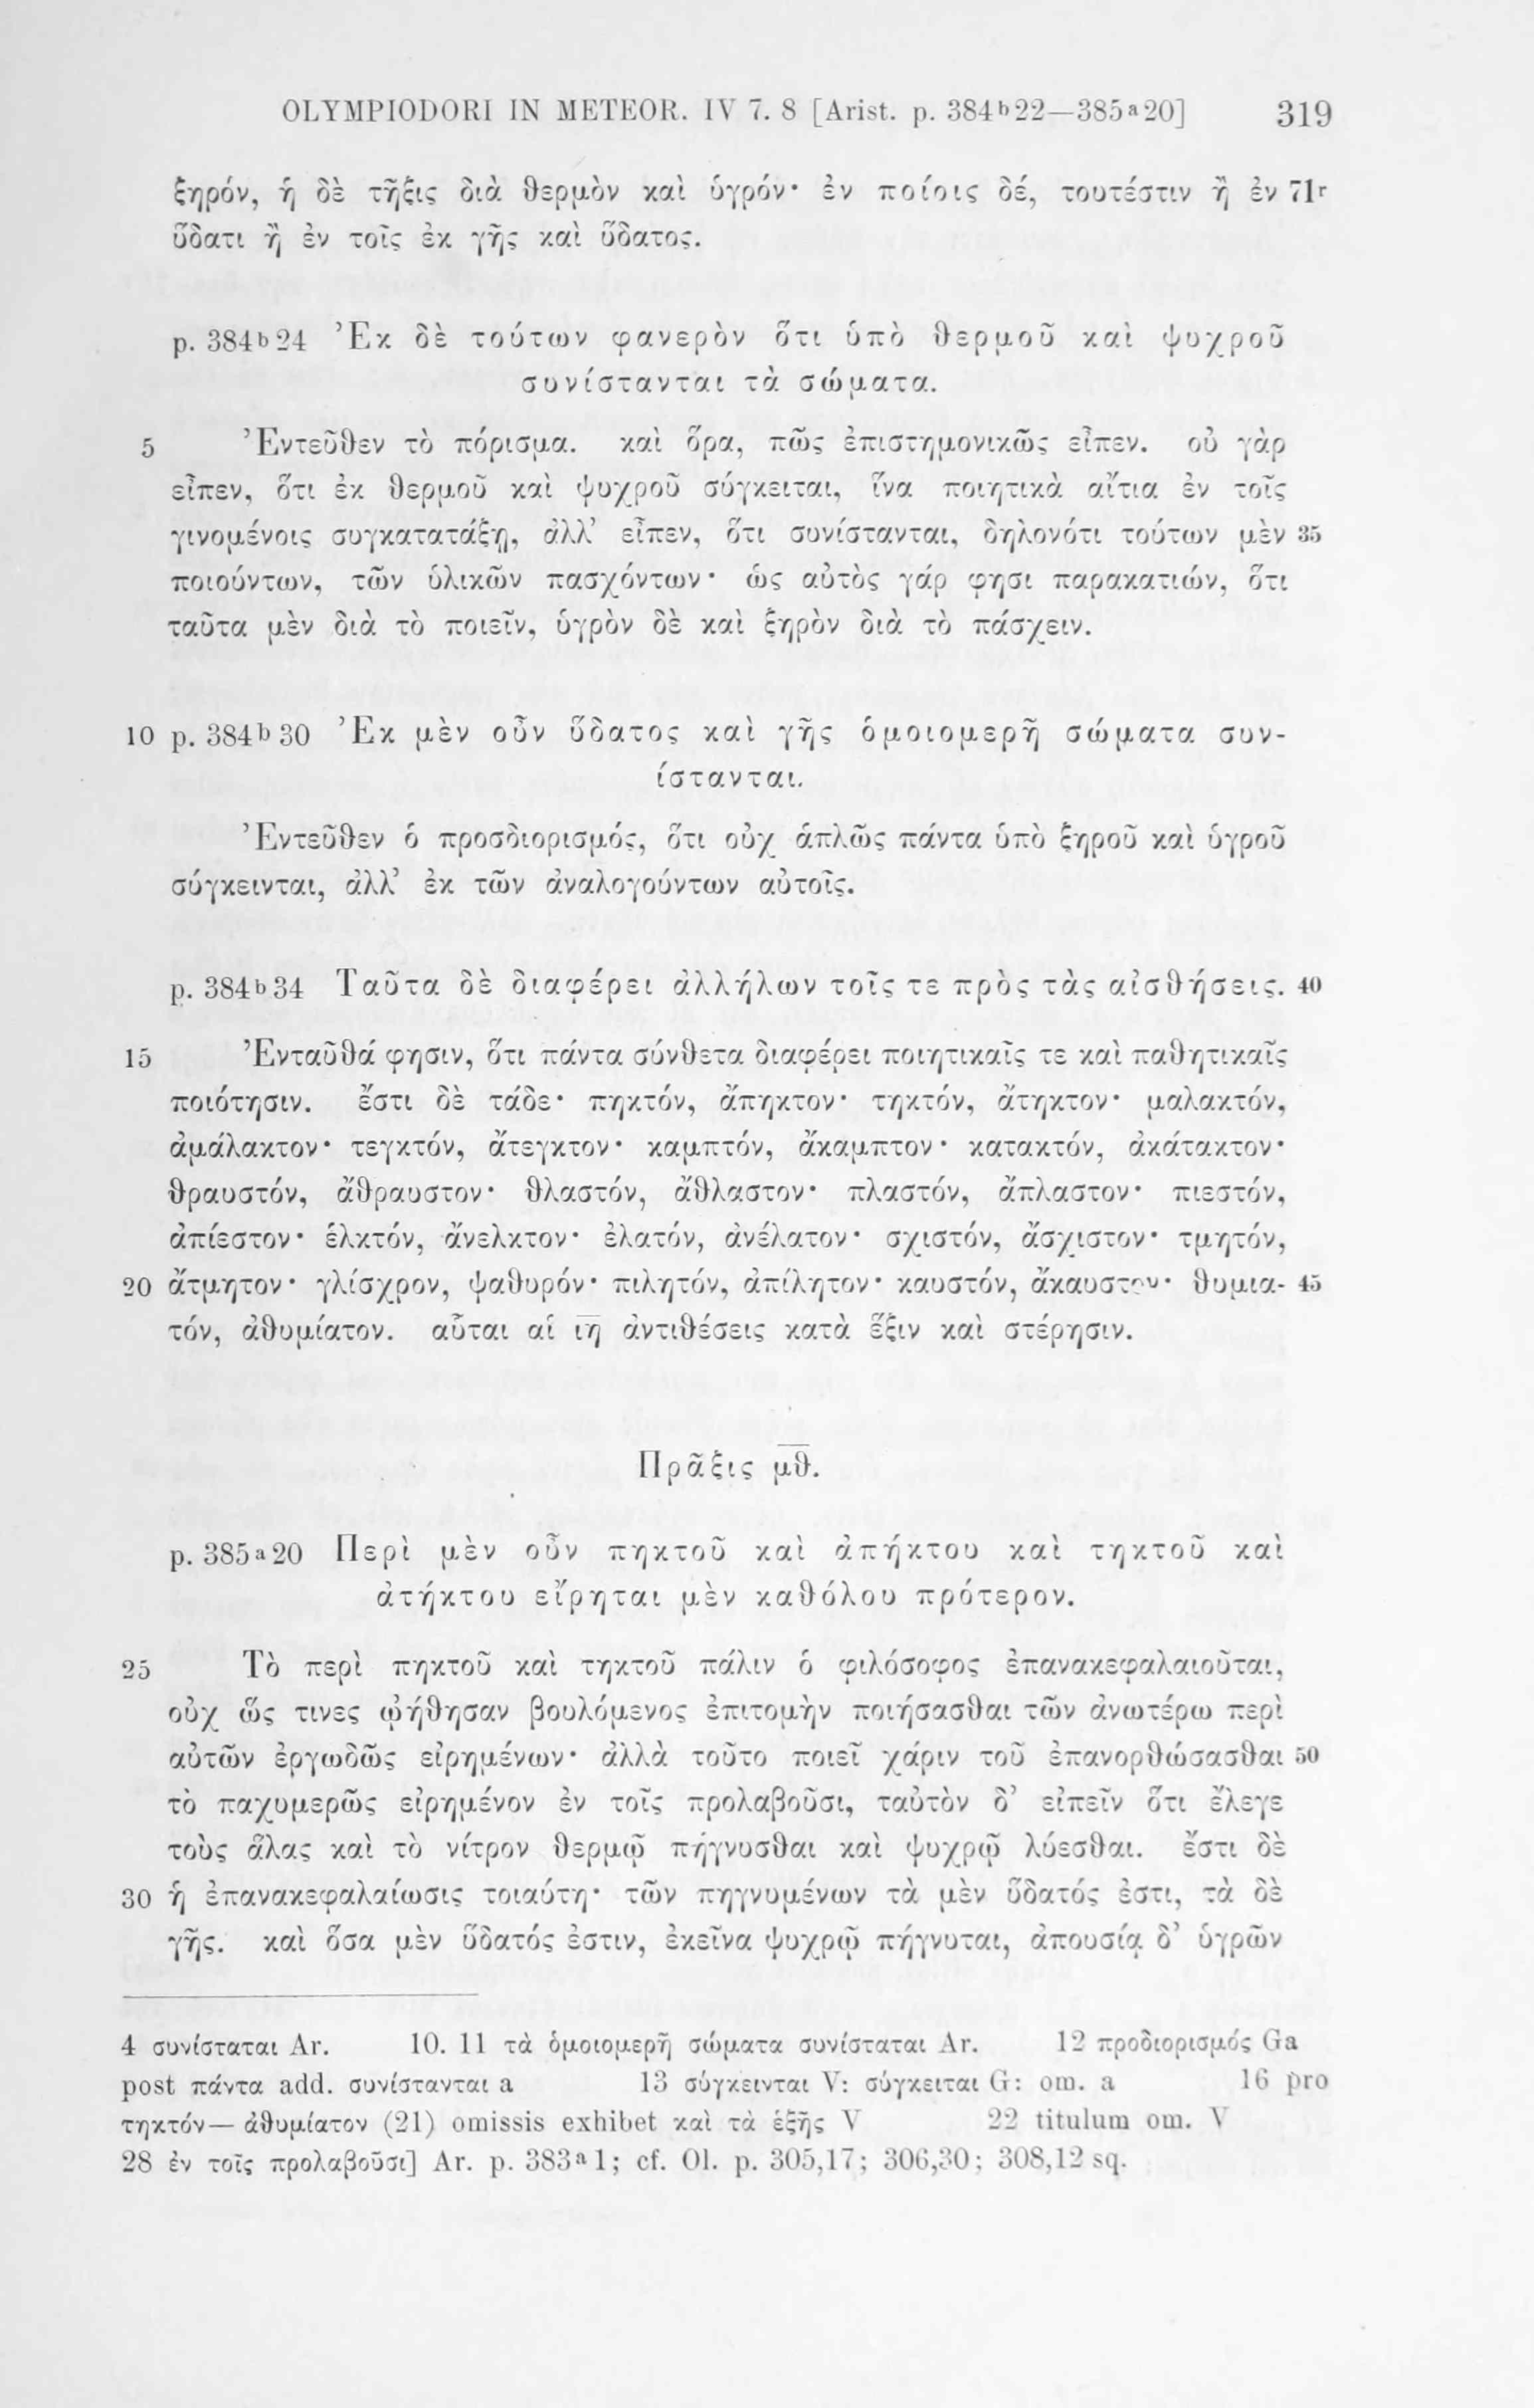 OLYMPIODORI IN METEOR. IV 7. 8 [Arist. p. 384ᵇ22—385ᵃ20] 319
ξηρόν, ἡ δὲ τῆξις διὰ θερμὸν καὶ ὑγρόν· ἐν ποίοις δέ, τουτέστιν ἢ ἐν 71ʳ
ὕδατι ἢ ἐν τοῖς ἐκ γῆς καὶ ὕδατος.
p. 384ᵇ24 Ἐκ δὲ τούτων φανερὸν ὅτι ὑπὸ θερμοῦ καὶ ψυχροῦ
συνίστανται τὰ σώματα.
5 Ἐντεῦθεν τὸ πόρισμα. καὶ ὅρα, πῶς ἐπιστημονικῶς εἶπεν. οὐ γὰρ
εἶπεν, ὅτι ἐκ θερμοῦ καὶ ψυχροῦ σύγκειται, ἵνα ποιητικὰ αἴτια ἐν τοῖς
γινομένοις συγκατατάξῃ, ἀλλ’ εἶπεν, ὅτι συνίστανται, δηλονότι τούτων μὲν 35
ποιούντων, τῶν ὑλικῶν πασχόντων· ὡς αὐτὸς γάρ φησι παρακατιών, ὅτι
ταῦτα μὲν διὰ τὸ ποιεῖν, ὑγρὸν δὲ καὶ ξηρὸν διὰ τὸ πάσχειν.
10 p. 384ᵇ30 Ἐκ μὲν οὖν ὕδατος καὶ γῆς ὁμοιομερῆ σώματα συν-
ίστανται.
Ἐντεῦθεν ὁ προσδιορισμός, ὅτι οὐχ ἁπλῶς πάντα ὑπὸ ξηροῦ καὶ ὑγροῦ
σύγκεινται, ἀλλ’ ἐκ τῶν ἀναλογούντων αὐτοῖς.
p. 384ᵇ34 Ταῦτα δὲ διαφέρει ἀλλήλων τοῖς τε πρὸς τὰς αἰσθήσεις. 40
15 Ἐνταῦθά φησιν, ὅτι πάντα σύνθετα διαφέρει ποιητικαῖς τε καὶ παθητικαῖς
ποιότησιν. ἔστι δὲ τάδε· πηκτόν, ἄπηκτον· τηκτόν, ἄτηκτον· μαλακτόν,
ἀμάλακτον· τεγκτόν, ἄτεγκτον· καμπτόν, ἄκαμπτον· κατακτόν, ἀκάτακτον·
θραυστόν, ἄθραυστον· θλαστόν, ἄθλαστον· πλαστόν, ἄπλαστον· πιεστόν,
ἀπίεστον· ἑλκτόν, ἄνελκτον· ἐλατόν, ἀνέλατον· σχιστόν, ἄσχιστον· τμητόν,
20 ἄτμητον· γλίσχρον, ψαθυρόν· πιλητόν, ἀπίλητον· καυστόν, ἄκαυστον· θυμια- 45
τόν, ἀθυμίατον. αὗται αἱ ι̅η̅ ἀντιθέσεις κατὰ ἕξιν καὶ στέρησιν.
Πρᾶξις μ̅θ̅.
p. 385ᵃ20 Περὶ μὲν οὖν πηκτοῦ καὶ ἀπήκτου καὶ τηκτοῦ καὶ
ἀτήκτου εἴρηται μὲν καθόλου πρότερον.
25 Τὸ περὶ πηκτοῦ καὶ τηκτοῦ πάλιν ὁ φιλόσοφος ἐπανακεφαλαιοῦται,
οὐχ ὥς τινες ᾠήθησαν βουλόμενος ἐπιτομὴν ποιήσασθαι τῶν ἀνωτέρω περὶ
αὐτῶν ἐργωδῶς εἰρημένων· ἀλλὰ τοῦτο ποιεῖ χάριν τοῦ ἐπανορθώσασθαι 50
τὸ παχυμερῶς εἰρημένον ἐν τοῖς προλαβοῦσι, ταὐτὸν δ’ εἰπεῖν ὅτι ἔλεγε
τοὺς ἅλας καὶ τὸ νίτρον θερμῷ πήγνυσθαι καὶ ψυχρῷ λύεσθαι. ἔστι δὲ
30 ἡ ἐπανακεφαλαίωσις τοιαύτη· τῶν πηγνυμένων τὰ μὲν ὕδατός ἐστι, τὰ δὲ
γῆς. καὶ ὅσα μὲν ὕδατός ἐστιν, ἐκεῖνα ψυχρῷ πήγνυται, ἀπουσίᾳ δ’ ὑγρῶν
4 συνίσταται Ar. 10. 11 τὰ ὁμοιομερῆ σώματα συνίσταται Ar. 12 προδιορισμός Ga
post πάντα add. συνίστανται a 13 σύγκεινται V: σύγκειται G: om. a 16 pro
τηκτόν— ἀθυμίατον (21) omissis exhibet καὶ τὰ ἑξῆς V 22 titulum om. V
28 ἐν τοῖς προλαβοῦσι] Ar. p. 383ᵃ1; cf. Ol. p. 305,17; 306,30; 308,12 sq.